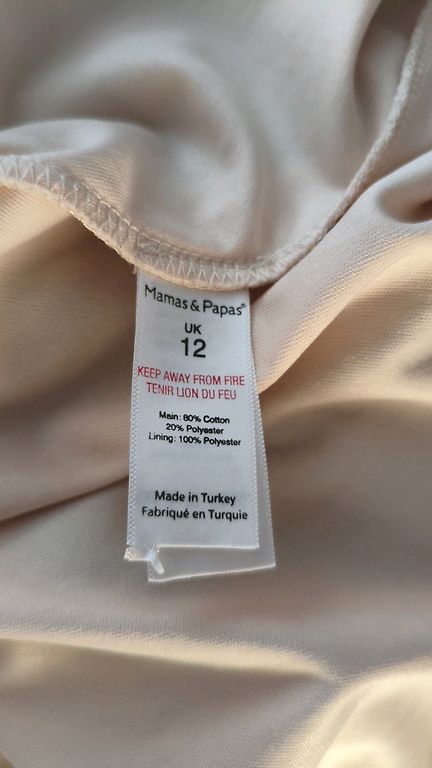 Mamas & Papas®
UK
12
KEEP AWAY FROM FIRE
TENIR LION DU FEU
Main: 80% Cotton
20% Polyester
Lining: 100% Polyester
Made in Turkey
Fabriqué en Turquie